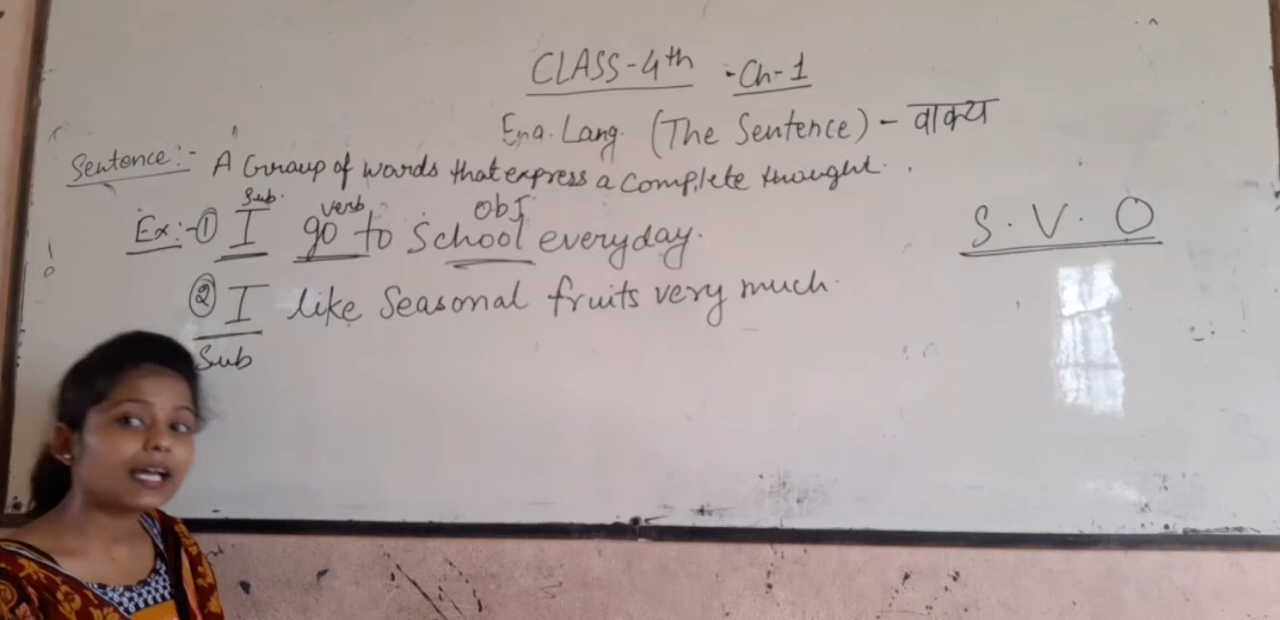 CLASS-4th -Ch-1
Eng. Lang. (The Sentence) - वाक्य
Sentence:- A Group of words that express a complete thought.
Sub. verb obJ
Ex:-① I go to School everyday.
S. V. O
② I like Seasonal fruits very much.
Sub